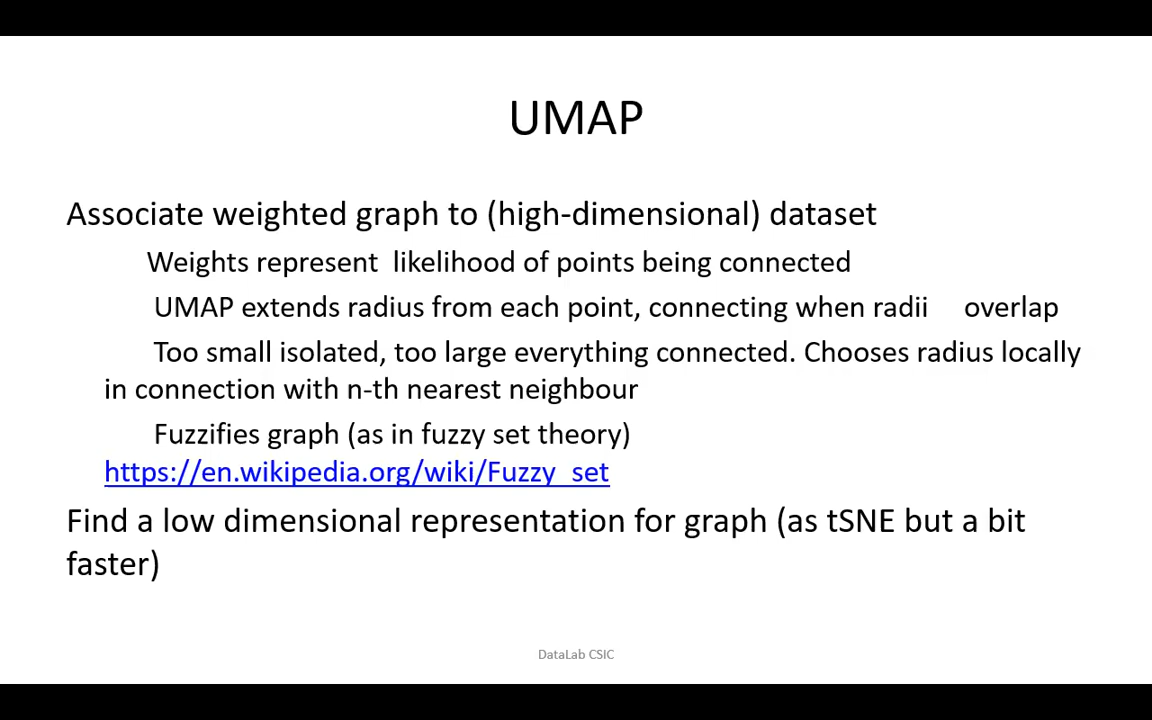 UMAP
Associate weighted graph to (high-dimensional) dataset
Weights represent likelihood of points being connected
UMAP extends radius from each point, connecting when radii overlap
Too small isolated, too large everything connected. Chooses radius locally
in connection with n-th nearest neighbour
Fuzzifies graph (as in fuzzy set theory)
https://en.wikipedia.org/wiki/Fuzzy_set
Find a low dimensional representation for graph (as tSNE but a bit
faster)
DataLab CSIC